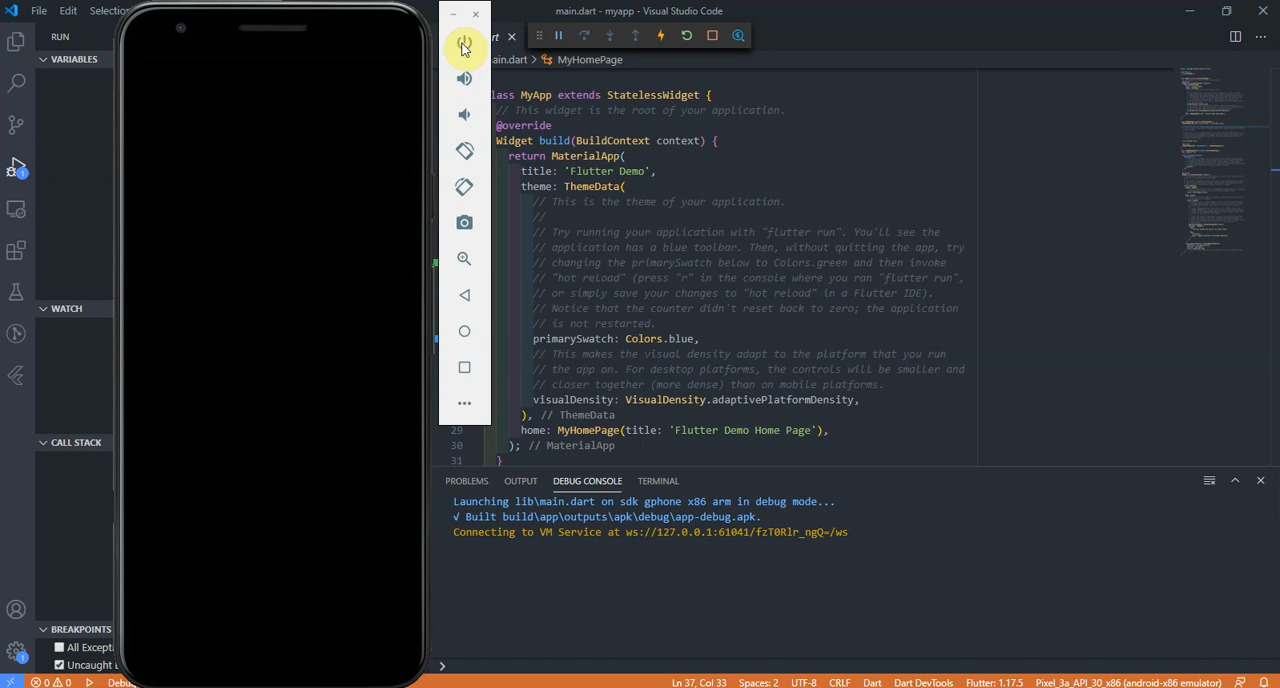 File Edit Selectio
main.dart - myapp - Visual Studio Code
RUN
VARIABLES
WATCH
CALL STACK
BREAKPOINTS
All Except
Uncaught E
1
1
rt
ain.dart > MyHomePage
lass MyApp extends StatelessWidget {
// This widget is the root of your application.
@override
Widget build(BuildContext context) {
return MaterialApp(
title: 'Flutter Demo',
theme: ThemeData(
// This is the theme of your application.
//
// Try running your application with "flutter run". You'll see the
// application has a blue toolbar. Then, without quitting the app, try
// changing the primarySwatch below to Colors.green and then invoke
// "hot reload" (press "r" in the console where you ran "flutter run",
// or simply save your changes to "hot reload" in a Flutter IDE).
// Notice that the counter didn't reset back to zero; the application
// is not restarted.
primarySwatch: Colors.blue,
// This makes the visual density adapt to the platform that you run
// the app on. For desktop platforms, the controls will be smaller and
// closer together (more dense) than on mobile platforms.
visualDensity: VisualDensity.adaptivePlatformDensity,
), // ThemeData
29 home: MyHomePage(title: 'Flutter Demo Home Page'),
30 ); // MaterialApp
31 }
PROBLEMS OUTPUT DEBUG CONSOLE TERMINAL
Launching lib\main.dart on sdk gphone x86 arm in debug mode...
√ Built build\app\outputs\apk\debug\app-debug.apk.
Connecting to VM Service at ws://127.0.0.1:61041/fzT0Rlr_ngQ=/ws
0 0 Debu
Ln 37, Col 33 Spaces: 2 UTF-8 CRLF Dart Dart DevTools Flutter: 1.17.5 Pixel_3a_API_30_x86 (android-x86 emulator)